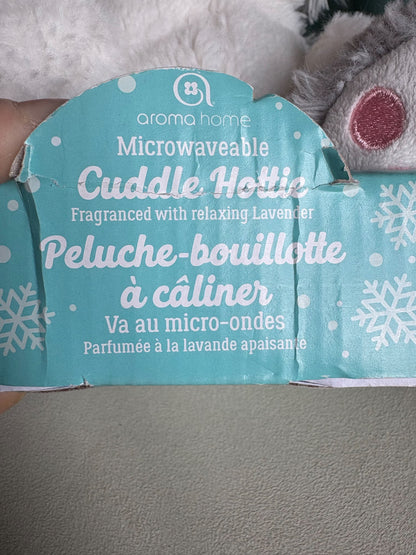 aroma home
Microwaveable
Cuddle Hottie
Fragranced with relaxing Lavender
Peluche-bouillotte
à câliner
Va au micro-ondes
Parfumée à la lavande apaisante